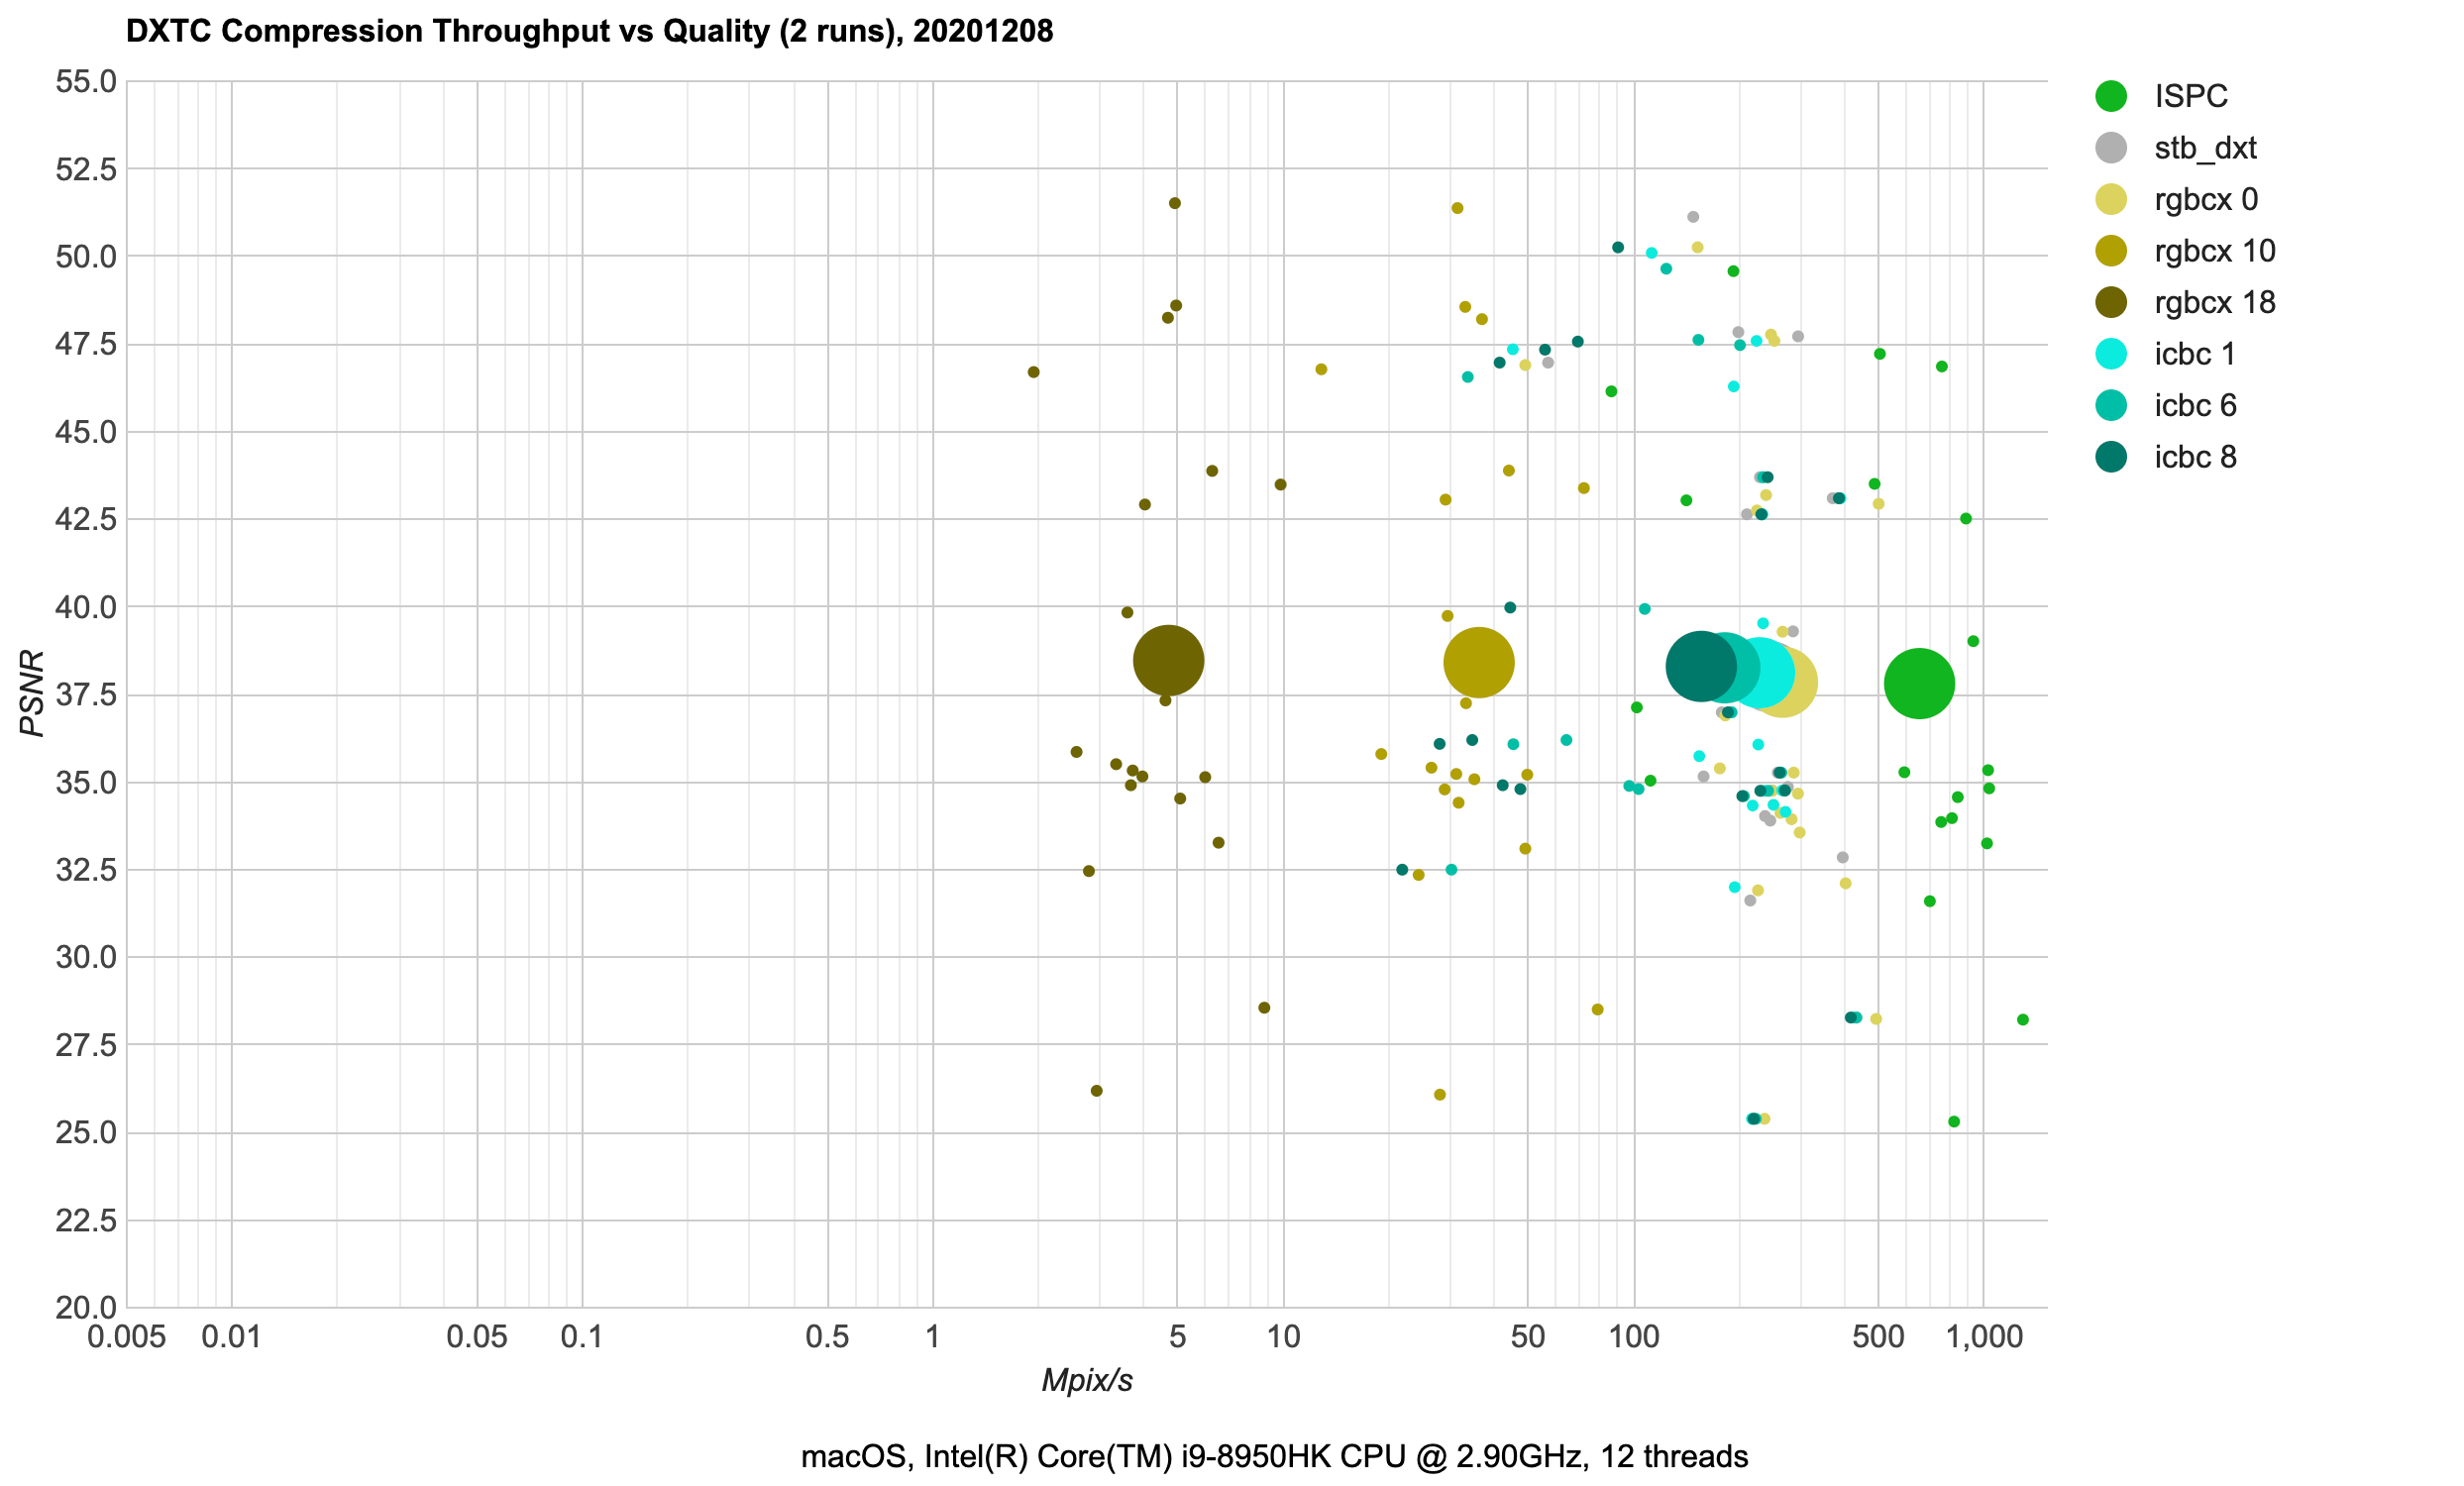 DXTC Compression Throughput vs Quality (2 runs), 20201208
55.0
52.5
50.0
47.5
45.0
42.5
40.0
37.5
35.0
32.5
30.0
27.5
25.0
22.5
20.0
PSNR
0.005 0.01 0.05 0.1 0.5 1 5 10 50 100 500 1,000
Mpix/s
macOS, Intel(R) Core(TM) i9-8950HK CPU @ 2.90GHz, 12 threads
ISPC
stb_dxt
rgbcx 0
rgbcx 10
rgbcx 18
icbc 1
icbc 6
icbc 8